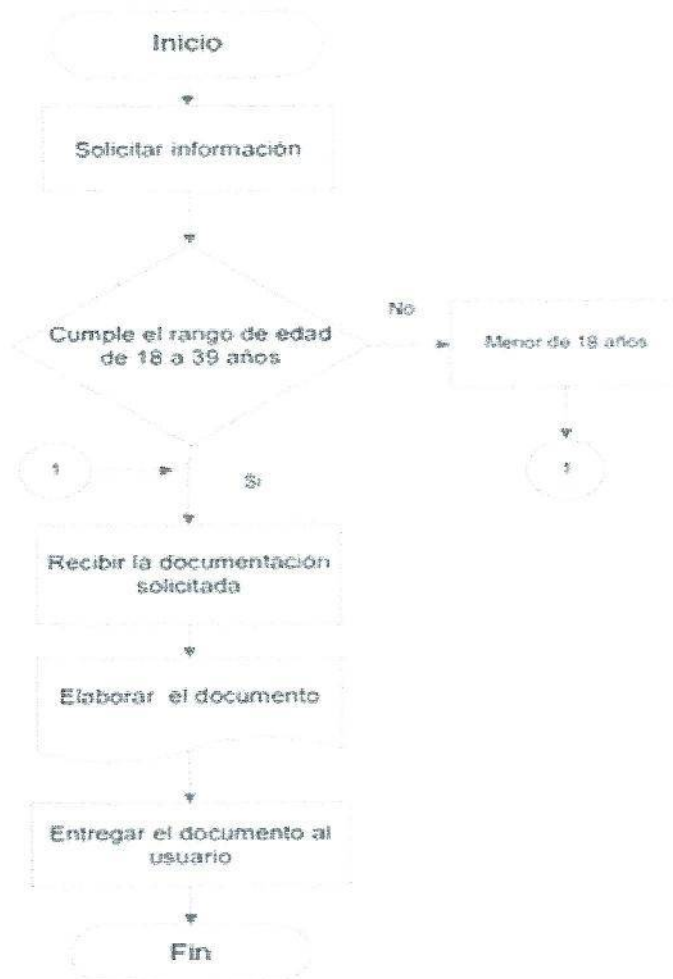 Inicio
Solicitar información
Cumple el rango de edad
de 18 a 39 años
No
Menor de 18 años
1
Si
1
Recibir la documentación
solicitada
Elaborar el documento
Entregar el documento al
usuario
Fin